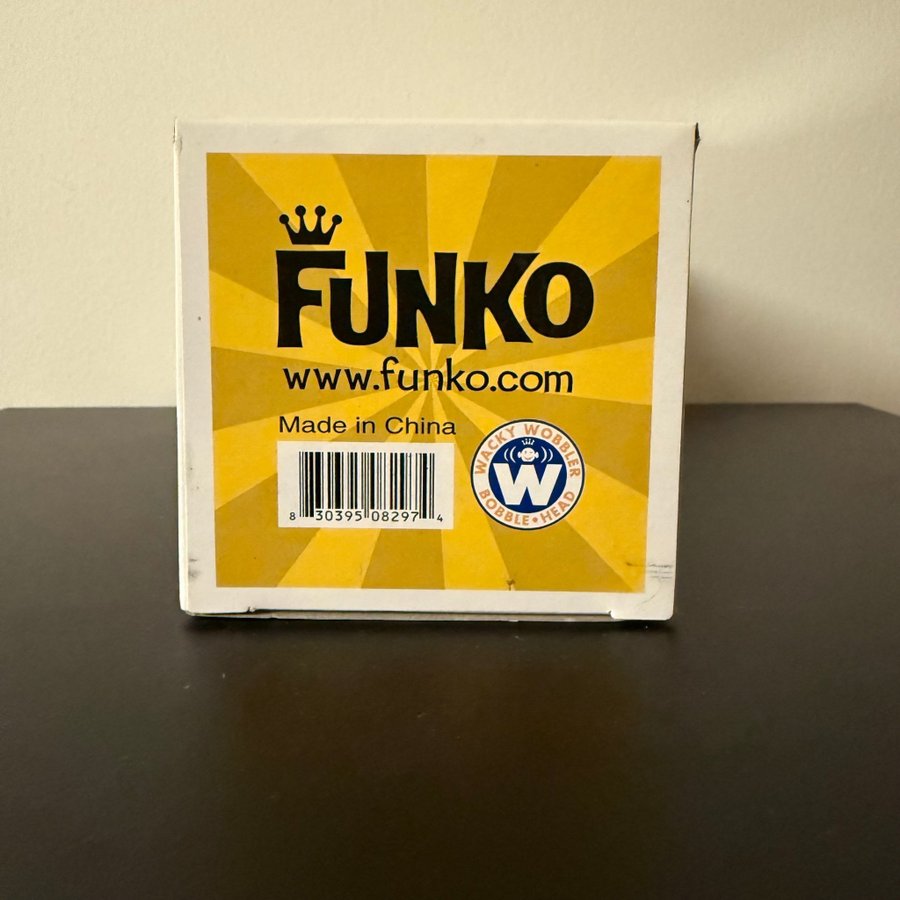 FUNKO
www.funko.com
Made in China
WACKY WOBBLER
W
BOBBLE • HEAD
8 30395 08297 4